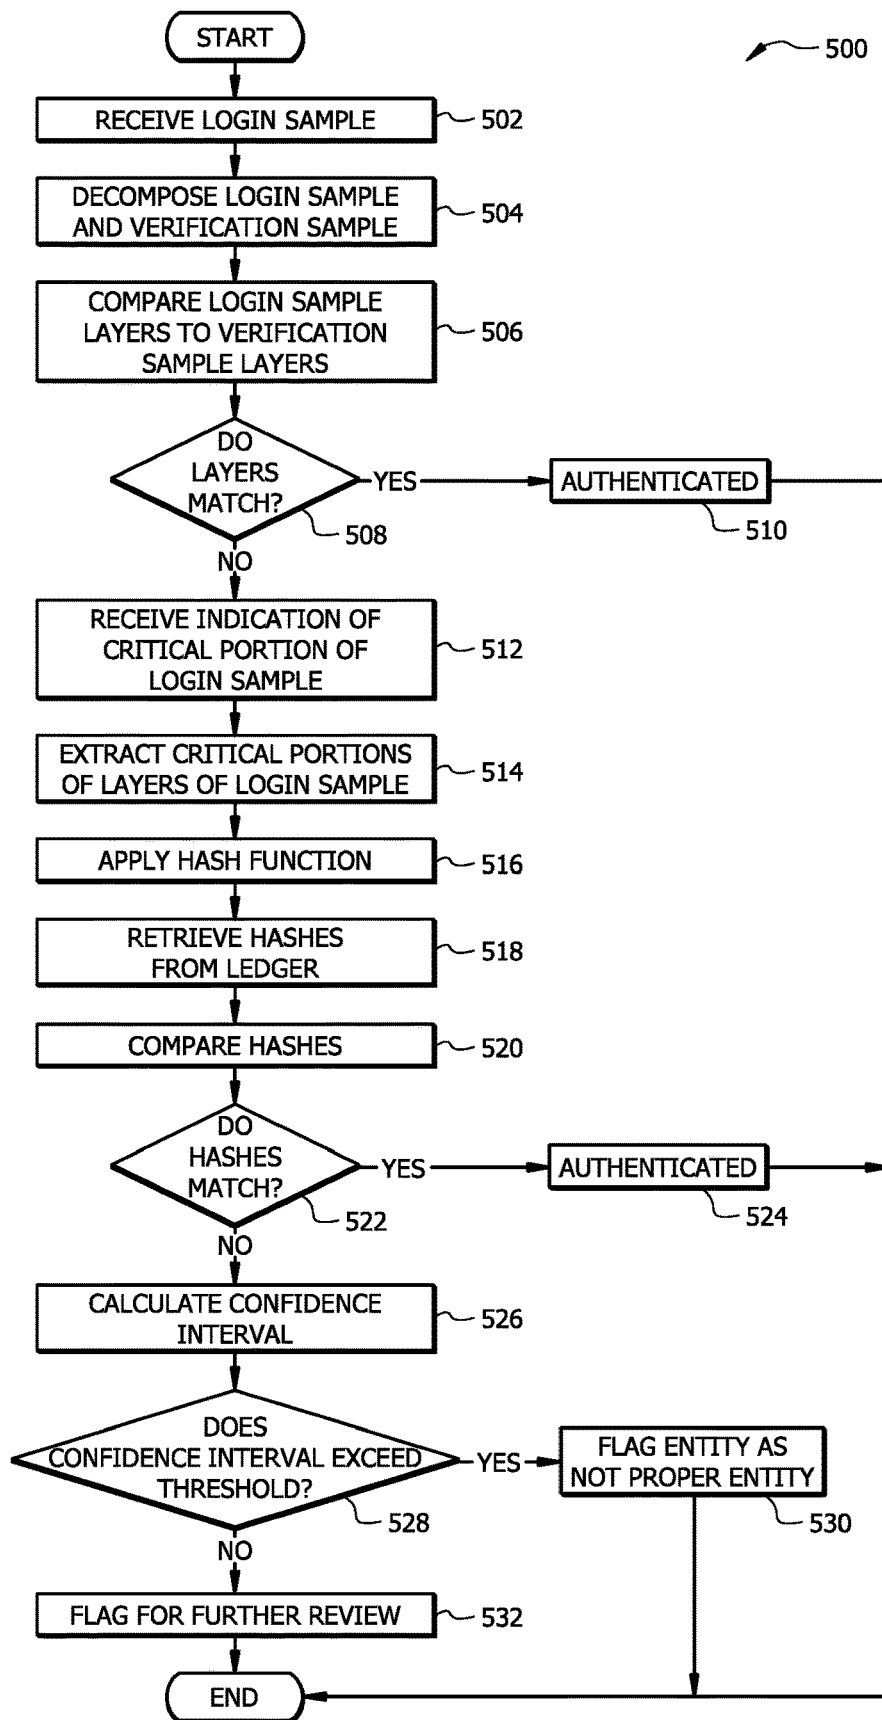 START
500
RECEIVE LOGIN SAMPLE
502
DECOMPOSE LOGIN SAMPLE
AND VERIFICATION SAMPLE
504
COMPARE LOGIN SAMPLE
LAYERS TO VERIFICATION
SAMPLE LAYERS
506
DO
LAYERS
MATCH?
508
YES
AUTHENTICATED
510
NO
RECEIVE INDICATION OF
CRITICAL PORTION OF
LOGIN SAMPLE
512
EXTRACT CRITICAL PORTIONS
OF LAYERS OF LOGIN SAMPLE
514
APPLY HASH FUNCTION
516
RETRIEVE HASHES
FROM LEDGER
518
COMPARE HASHES
520
DO
HASHES
MATCH?
522
YES
AUTHENTICATED
524
NO
CALCULATE CONFIDENCE
INTERVAL
526
DOES
CONFIDENCE INTERVAL EXCEED
THRESHOLD?
528
YES
FLAG ENTITY AS
NOT PROPER ENTITY
530
NO
FLAG FOR FURTHER REVIEW
532
END